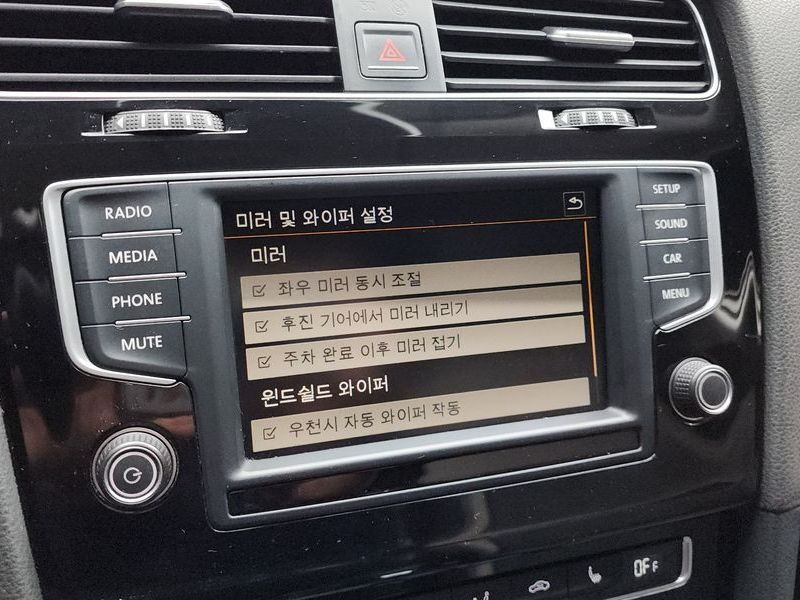 RADIO
MEDIA
PHONE
MUTE
미러 및 와이퍼 설정
미러
좌우 미러 동시 조절
후진 기어에서 미러 내리기
주차 완료 이후 미러 접기
윈드쉴드 와이퍼
우천시 자동 와이퍼 작동
SETUP
SOUND
CAR
MENU
OFF